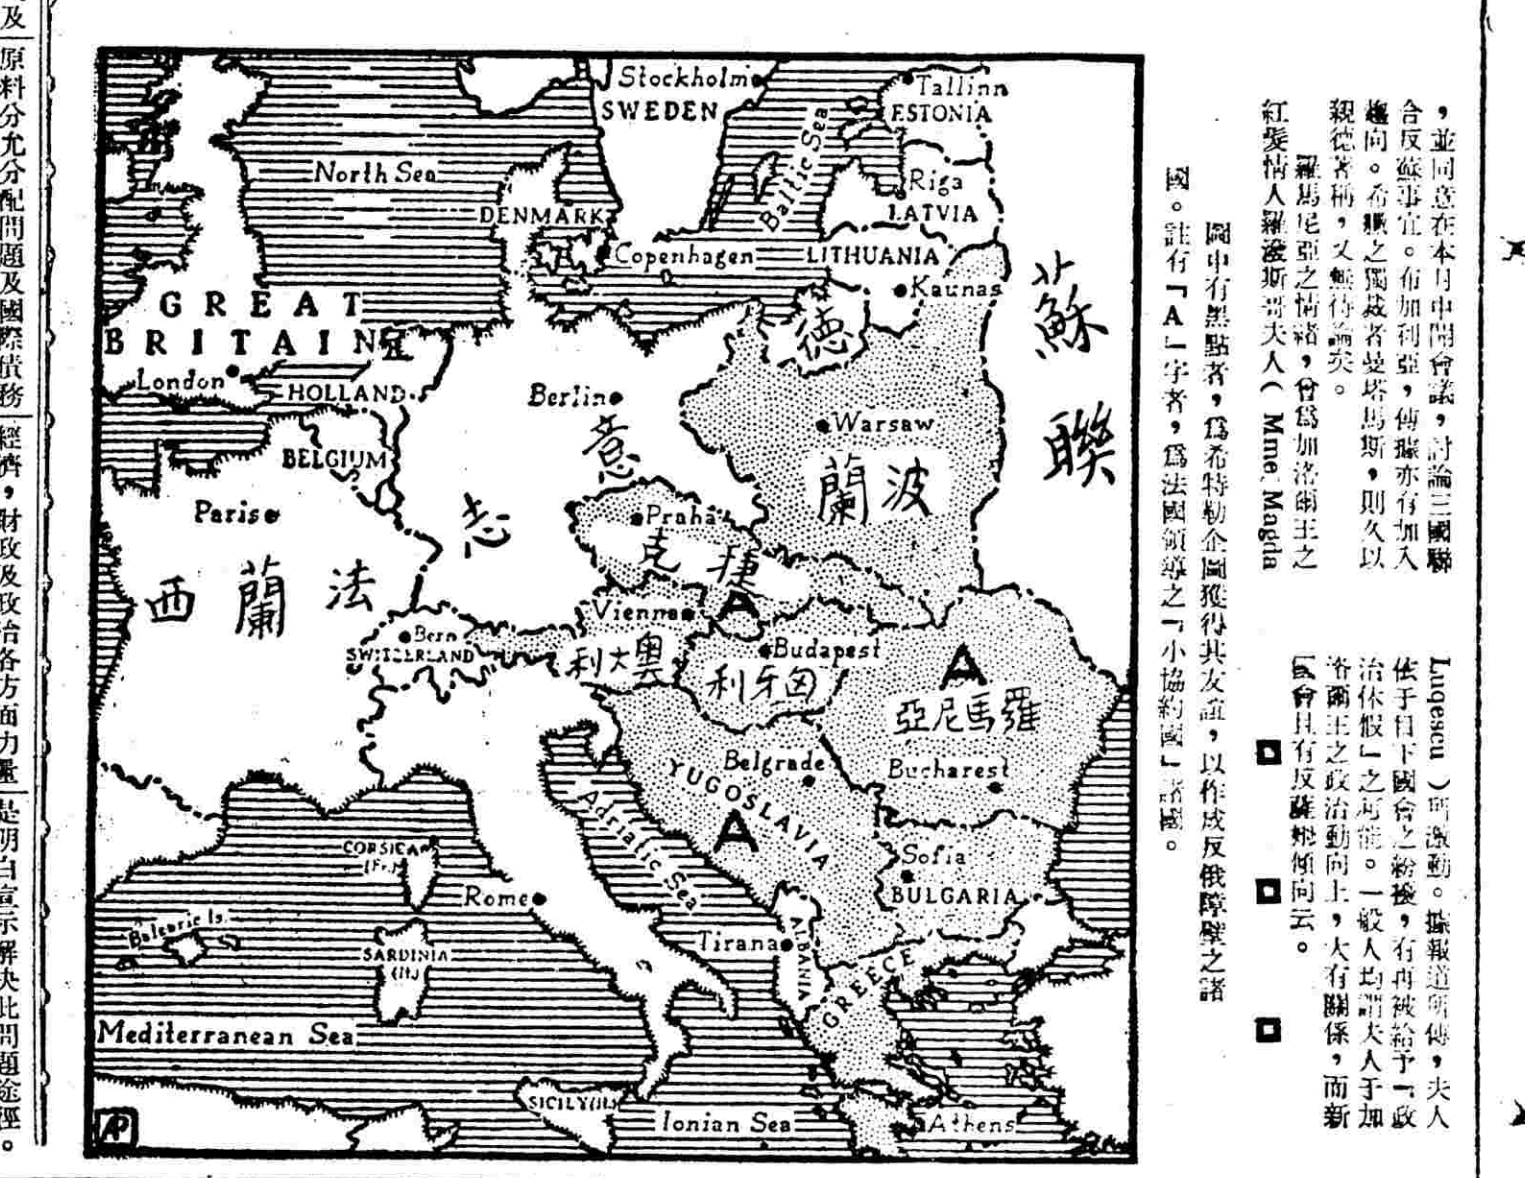 ，並同意在本月中開會議，討論三國聯
合反蘇事宜。布加利亞，傳據亦有加入
趨向。希臘之獨裁者曼塔馬斯，則久以
親德著稱，又無待論矣。
羅馬尼亞之情緒，曾爲加洛爾王之
紅髮情人羅波斯哥夫人（Mme. Magda
Lupescu）所激動。據報道所傳，夫人
依于目下國會之紛擾，有再被給予「政
治休假」之可能。一般人均謂夫人于加
洛爾王之政治動向上，大有關係，而新
國會且有反蘇傾向云。
圖中有黑點者，爲希特勒企圖獲得其友誼，以作成反俄障壁之諸
國。註有「A」字者，爲法國領導之「小協約國」諸國。
Stockholm
SWEDEN
Tallinn
ESTONIA
North Sea
Baltic Sea
Riga
LATVIA
DENMARK
Copenhagen
LITHUANIA
Kaunas
蘇聯
GREAT
BRITAIN
德意志
London
HOLLAND
Berlin
Warsaw
波蘭
BELGIUM
Paris
法蘭西
Praha
捷克
A
Vienna
奧大利
Bern
SWITZERLAND
Budapest
匈牙利
A
羅馬尼亞
Belgrade
YUGOSLAVIA
A
Bucharest
Adriatic Sea
CORSICA
(Fr.)
Sofia
BULGARIA
Rome
Balearic Is.
Tirana
ALBANIA
SARDINIA
(It.)
GREECE
Mediterranean Sea
SICILY (It.)
Ionian Sea
Athens
AP
及
原料分允分配問題及國際債務
經濟，財政及政治各方面力量
是明白宣示解決此問題途徑。